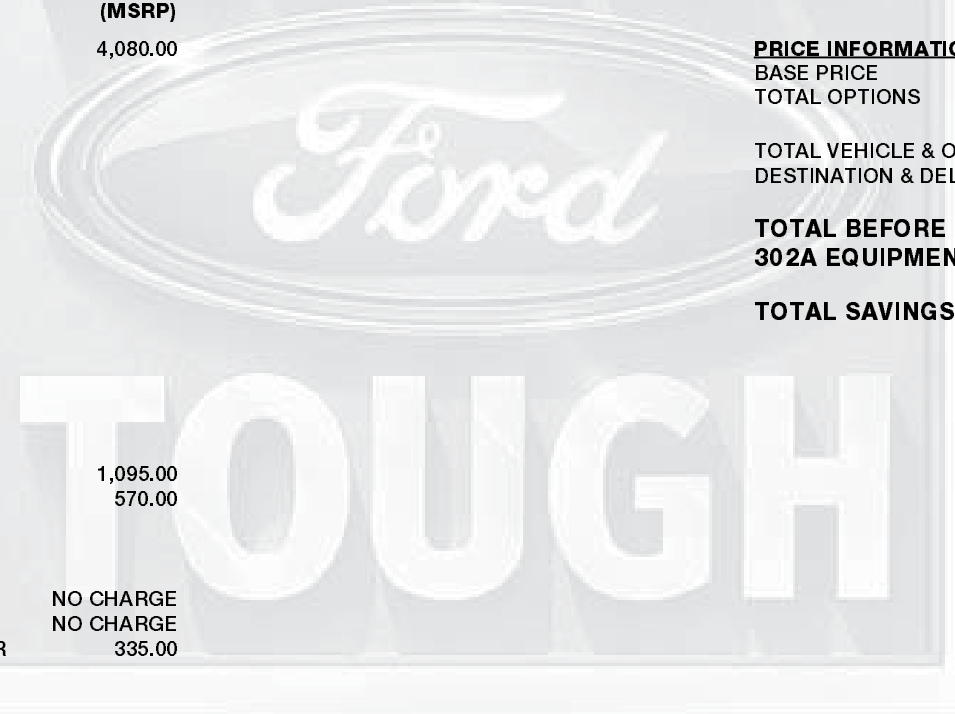 (MSRP)
4,080.00
1,095.00
570.00
NO CHARGE
NO CHARGE
R 335.00
Ford
TOUGH
PRICE INFORMATIO
BASE PRICE
TOTAL OPTIONS
TOTAL VEHICLE & O
DESTINATION & DEL
TOTAL BEFORE
302A EQUIPMEN
TOTAL SAVINGS